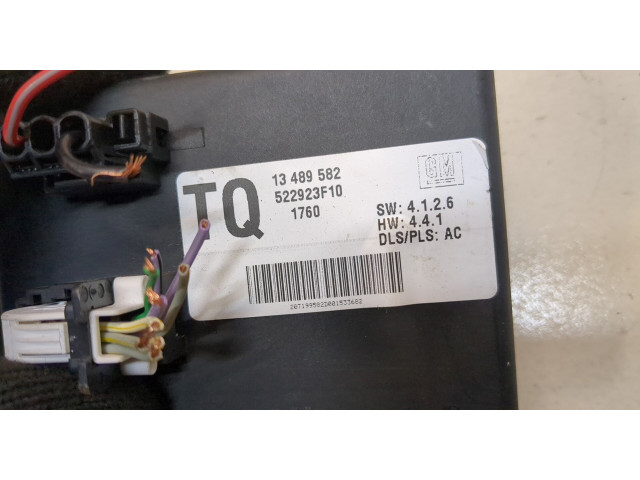 TQ
13 489 582
522923F10
1760
GM
SW: 4.1.2.6
HW: 4.4.1
DLS/PLS: AC
20T199582D001533682